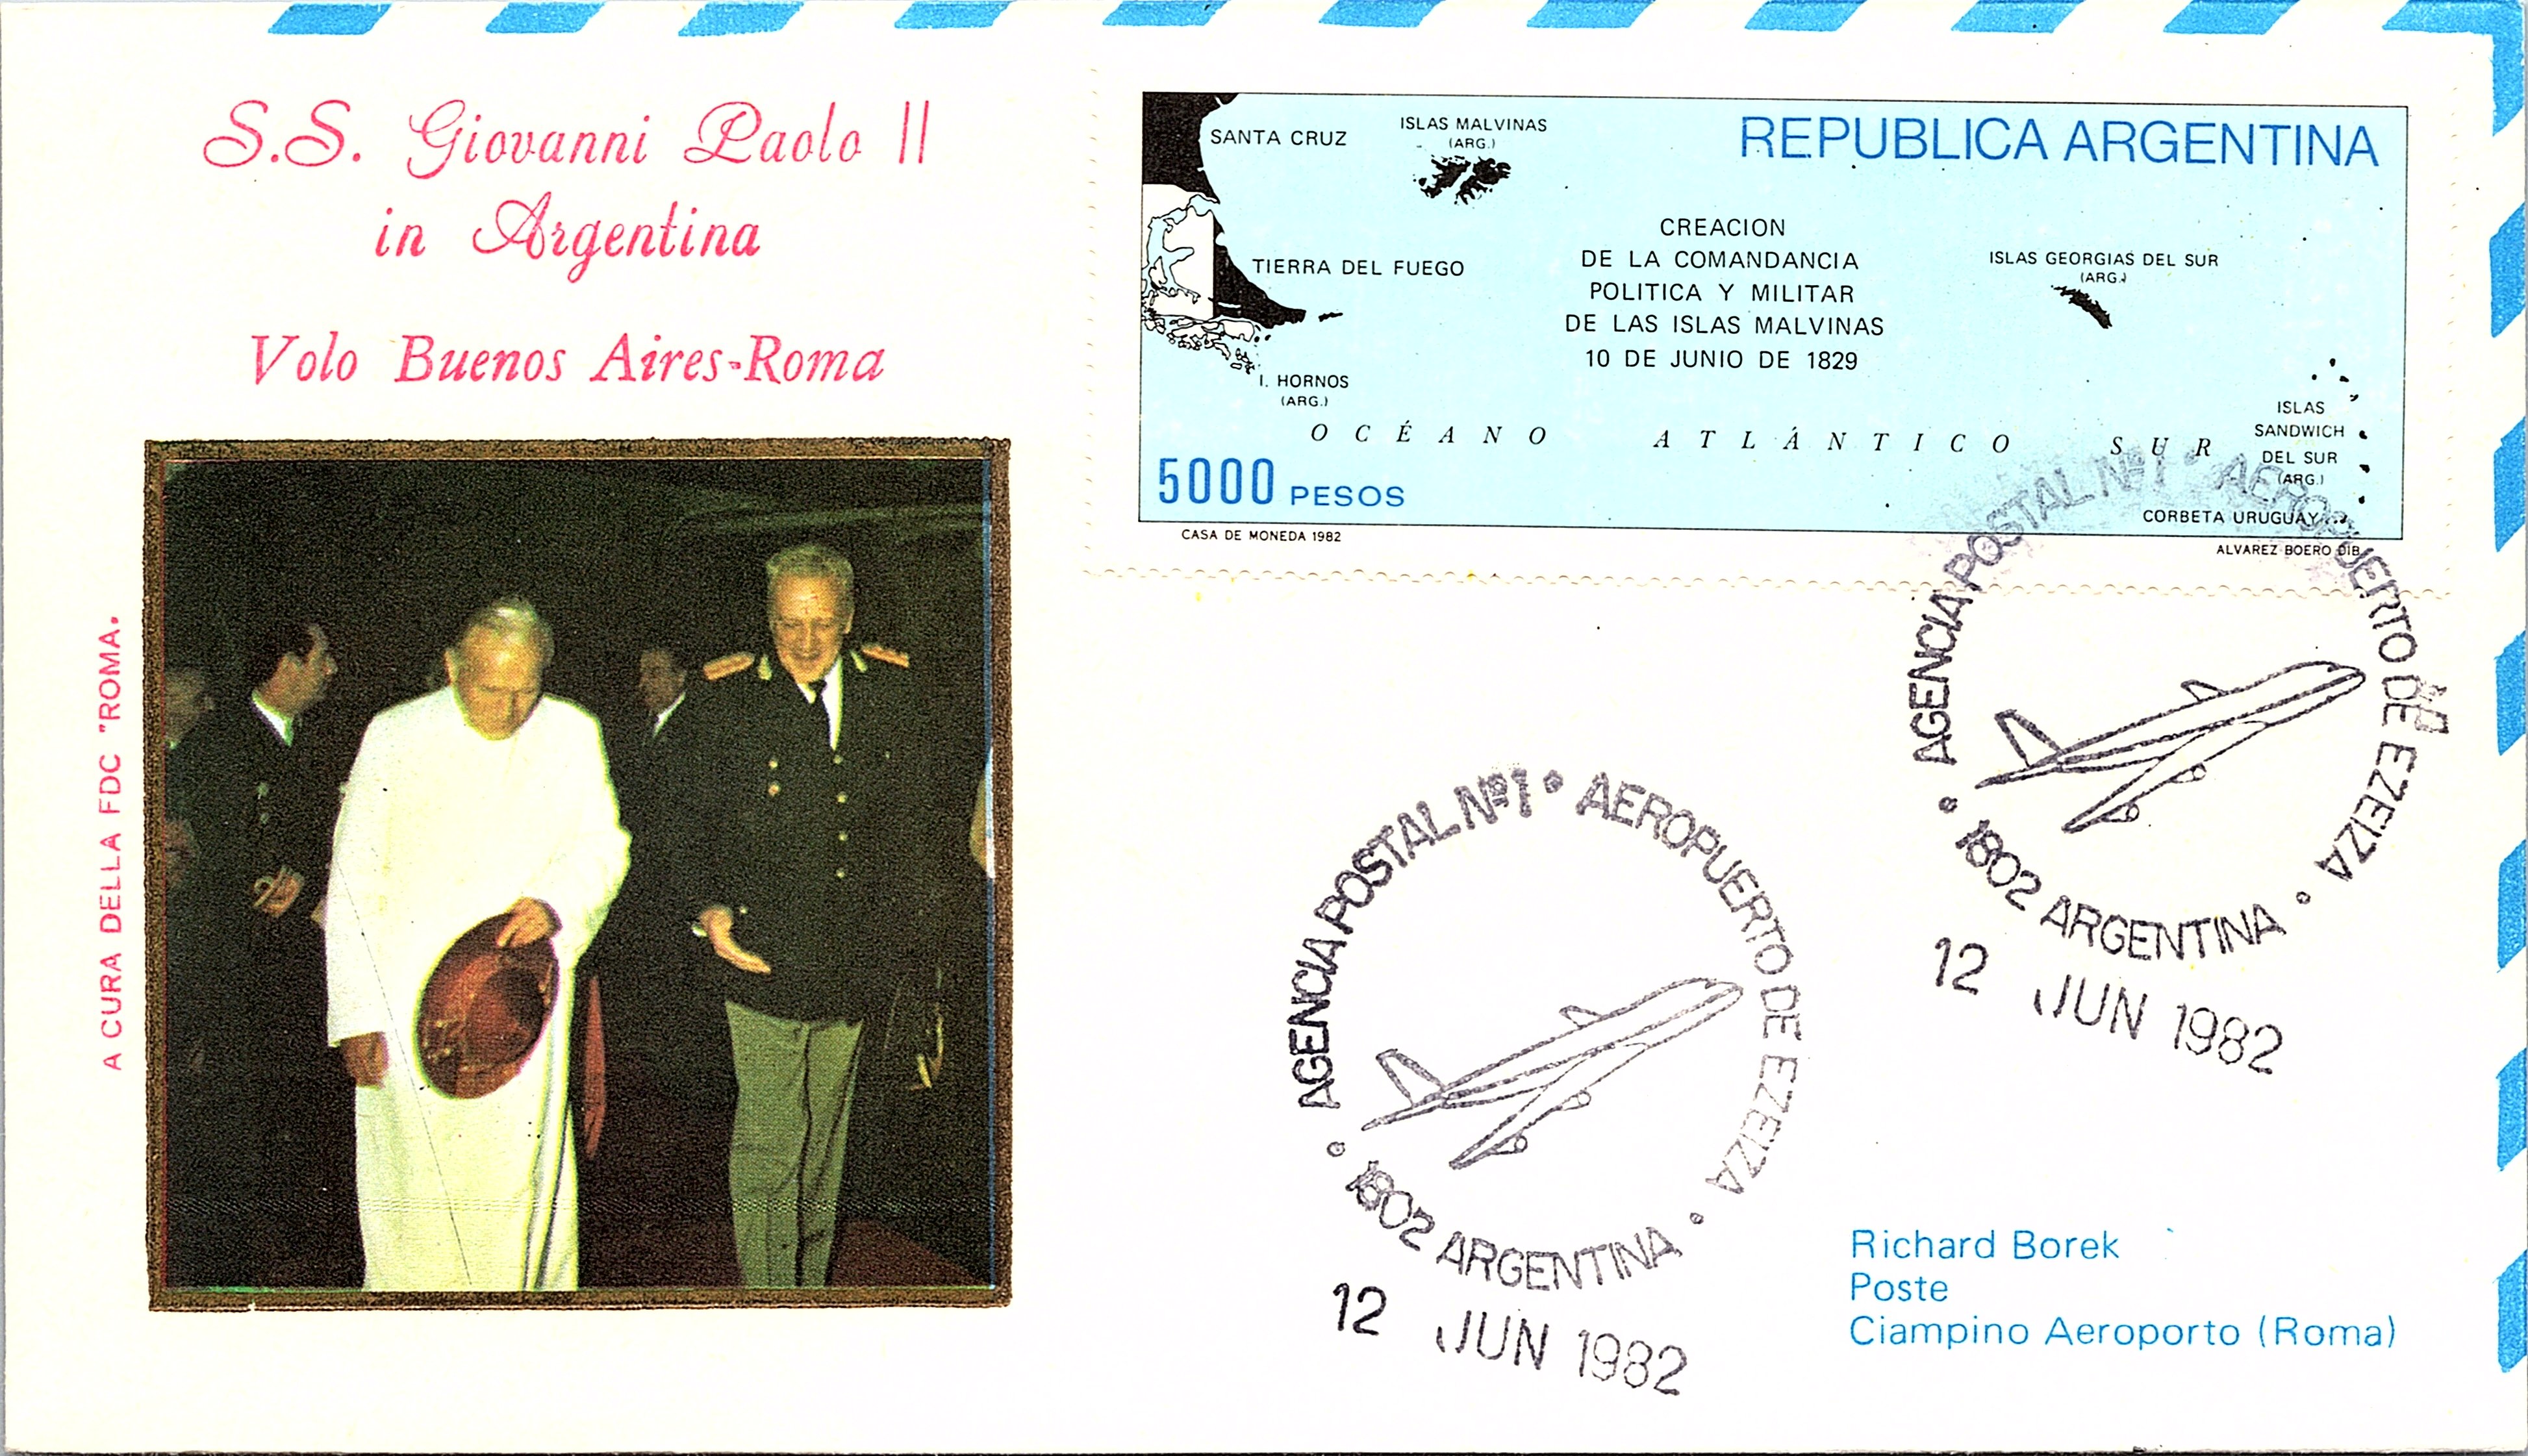 S.S. Giovanni Paolo II
in Argentina
Volo Buenos Aires-Roma
A CURA DELLA FDC "ROMA.
REPUBLICA ARGENTINA
SANTA CRUZ
ISLAS MALVINAS
(ARG.)
CREACION
DE LA COMANDANCIA
POLITICA Y MILITAR
DE LAS ISLAS MALVINAS
10 DE JUNIO DE 1829
TIERRA DEL FUEGO
ISLAS GEORGIAS DEL SUR
(ARG.)
I. HORNOS
(ARG.)
OCÉANO ATLÁNTICO SUR
ISLAS
SANDWICH
DEL SUR
(ARG.)
5000 PESOS
CORBETA URUGUAY
CASA DE MONEDA 1982
ALVAREZ BOERO DIB.
AGENCIA POSTAL Nº1 • AEROPUERTO DE EZEIZA • 1802 ARGENTINA •
12 JUN 1982
AGENCIA POSTAL Nº1 • AEROPUERTO DE EZEIZA • 1802 ARGENTINA •
12 JUN 1982
Richard Borek
Poste
Ciampino Aeroporto (Roma)